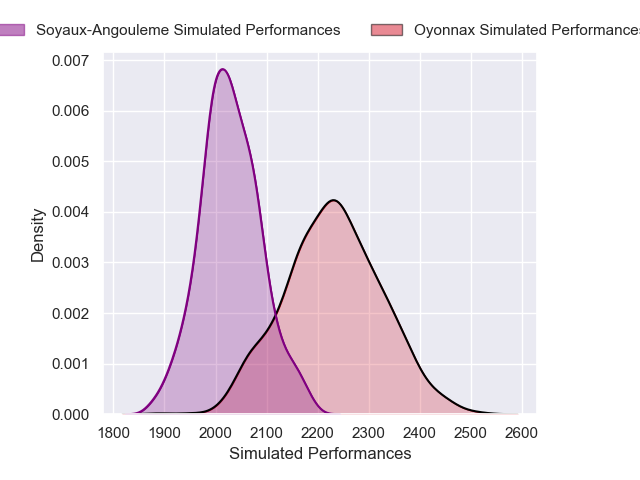 Soyaux-Angouleme Simulated Performances
Oyonnax Simulated Performances
0.007
0.006
0.005
0.004
0.003
0.002
0.001
0.000
Density
1800 1900 2000 2100 2200 2300 2400 2500 2600
Simulated Performances